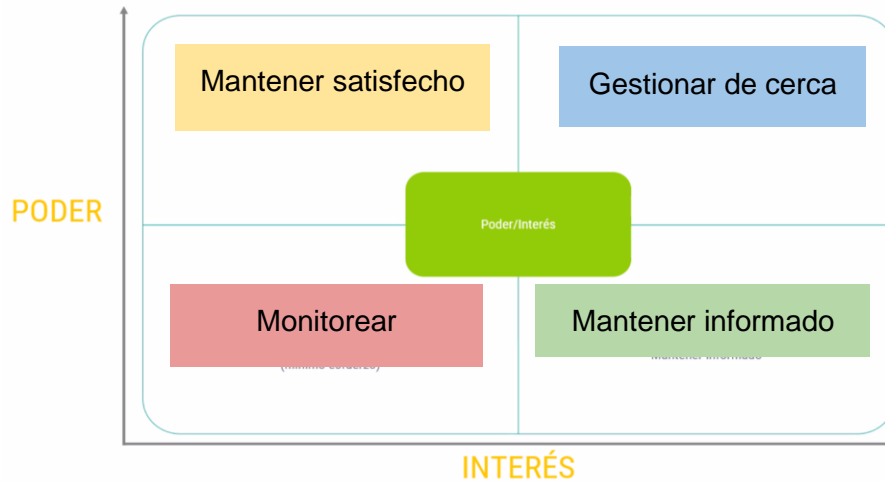 Mantener satisfecho
Gestionar de cerca
PODER
Poder/Interés
Monitorear
Mantener informado
INTERÉS